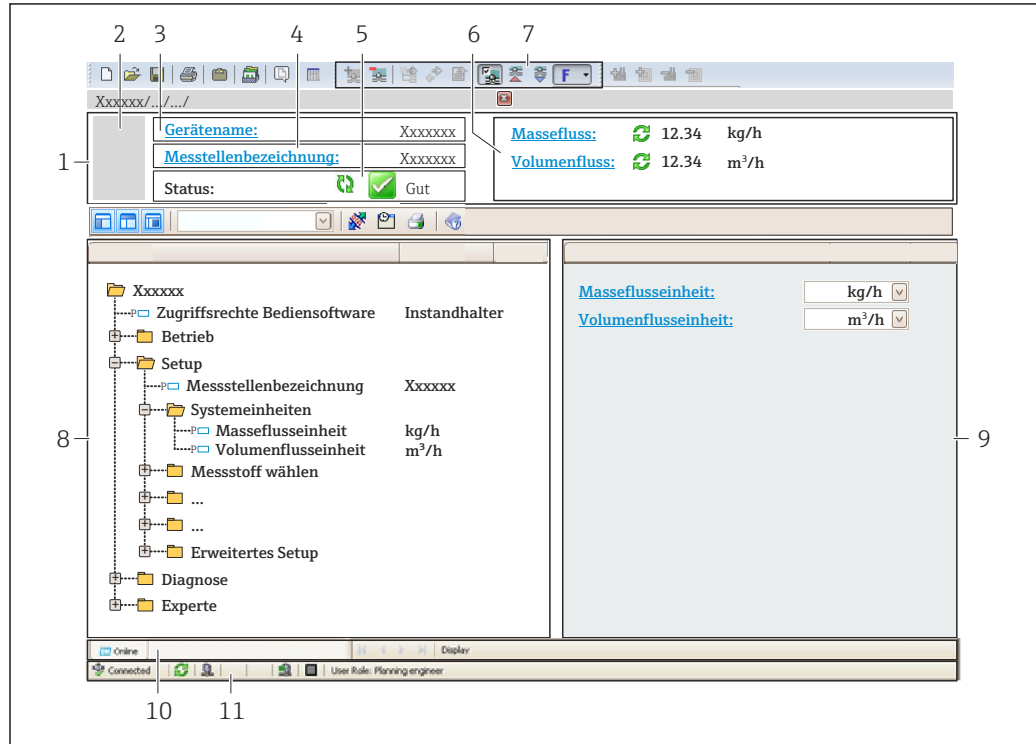 2 3 4 5 6 7
F
Xxxxxx/.../.../
1
Gerätename: Xxxxxxx
Messtellenbezeichnung: Xxxxxxx
Status: Gut
Massefluss: 12.34 kg/h
Volumenfluss: 12.34 m³/h
Xxxxxx
P Zugriffsrechte Bediensoftware Instandhalter
Betrieb
Setup
P Messstellenbezeichnung Xxxxxx
Systemeinheiten
P Masseflusseinheit kg/h
P Volumenflusseinheit m³/h
Messstoff wählen
...
...
Erweitertes Setup
Diagnose
Experte
8
Masseflusseinheit: kg/h
Volumenflusseinheit: m³/h
9
Online Display
Connected User Role: Planning engineer
10 11